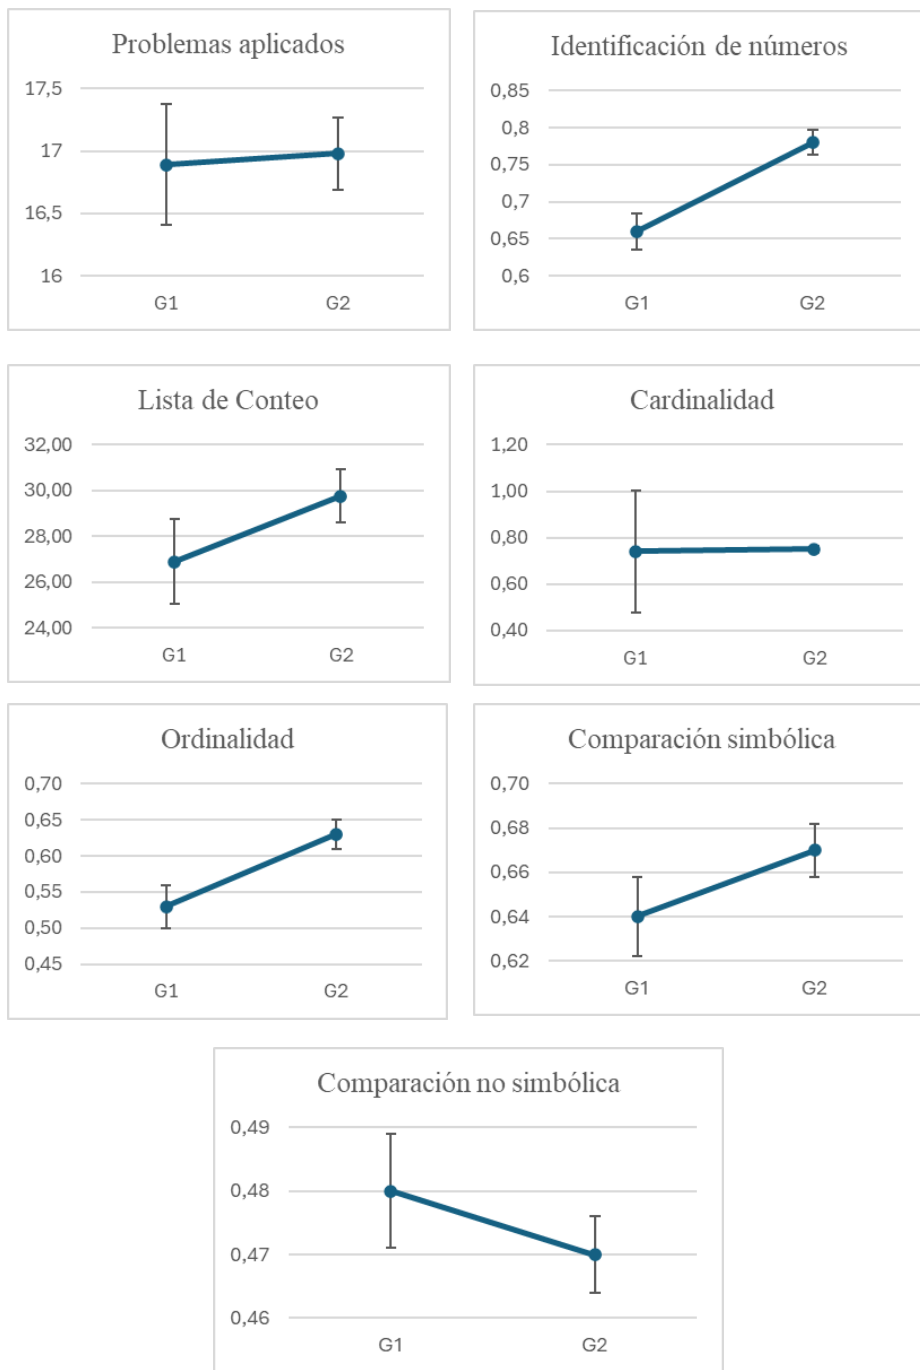 Problemas aplicados
17,5
17
16,5
16
G1 G2
Identificación de números
0,85
0,8
0,75
0,7
0,65
0,6
G1 G2
Lista de Conteo
32,00
30,00
28,00
26,00
24,00
G1 G2
Cardinalidad
1,20
1,00
0,80
0,60
0,40
G1 G2
Ordinalidad
0,70
0,65
0,60
0,55
0,50
0,45
G1 G2
Comparación simbólica
0,70
0,68
0,66
0,64
0,62
G1 G2
Comparación no simbólica
0,49
0,48
0,47
0,46
G1 G2